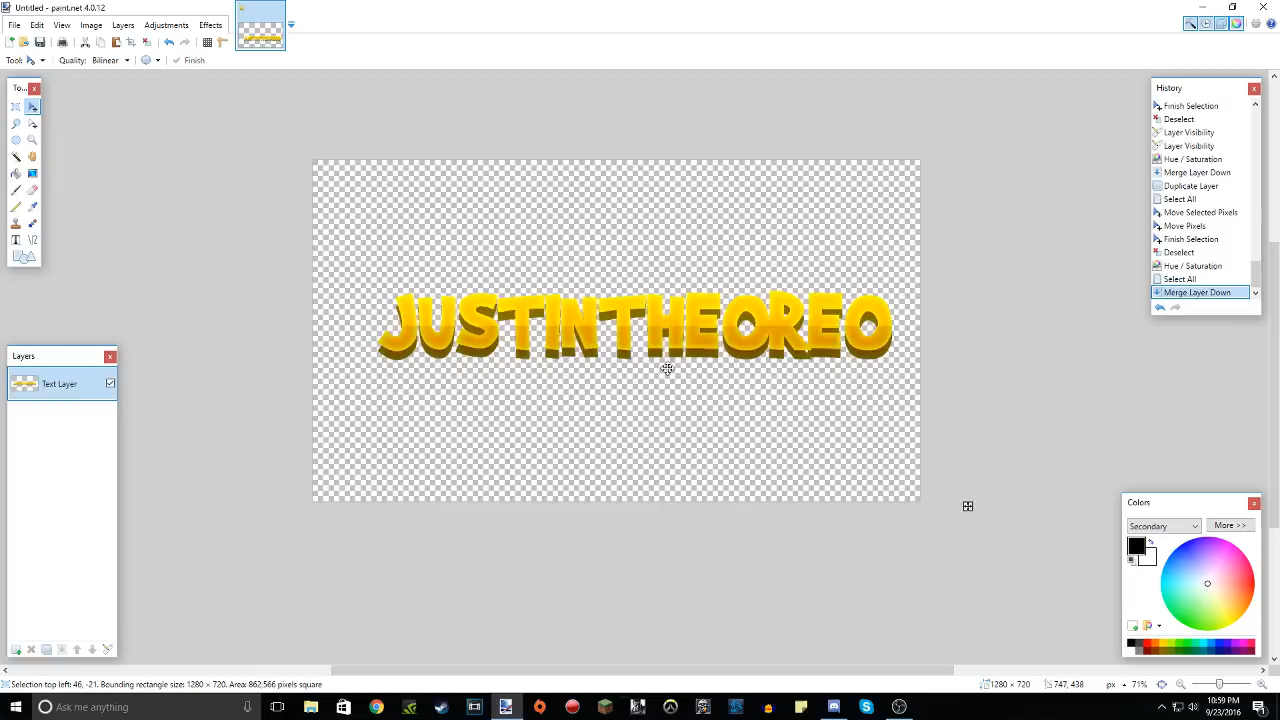 Untitled - paint.net 4.0.12
File Edit View Image Layers Adjustments Effects
Tool: Quality: Bilinear Finish
To...
History
Finish Selection
Deselect
Layer Visibility
Layer Visibility
Hue / Saturation
Merge Layer Down
Duplicate Layer
Select All
Move Selected Pixels
Move Pixels
Finish Selection
Deselect
Hue / Saturation
Select All
Merge Layer Down
JUSTINTHEOREO
Layers
Text Layer
Colors
Secondary More >>
Selection top left: 46, -21. Bounding rectangle size: 1280 × 720. Area: 862,566 pixels square 1280 × 720 747, 438 px 71%
Ask me anything 10:59 PM
9/23/2016